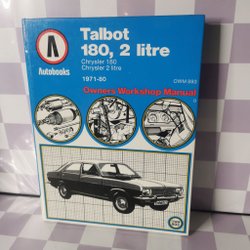 Talbot
180, 2 litre
Chrysler 180
Chrysler 2 litre
Autobooks
1971-80
Owners Workshop Manual